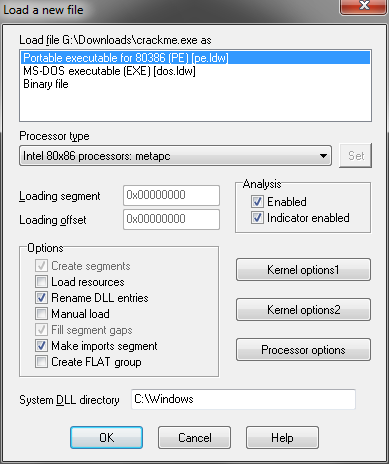 Load a new file
Load file G:\Downloads\crackme.exe as
Portable executable for 80386 (PE) [pe.ldw]
MS-DOS executable (EXE) [dos.ldw]
Binary file
Processor type
Intel 80x86 processors: metapc
Set
Loading segment 0x00000000
Loading offset 0x00000000
Analysis
Enabled
Indicator enabled
Options
Create segments
Load resources
Rename DLL entries
Manual load
Fill segment gaps
Make imports segment
Create FLAT group
Kernel options1
Kernel options2
Processor options
System DLL directory C:\Windows
OK Cancel Help